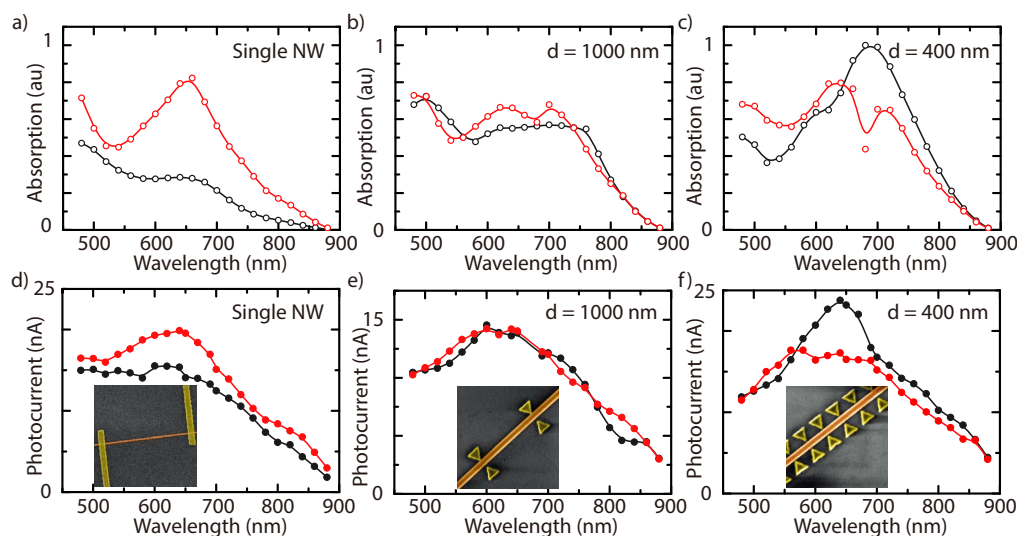 a)
Single NW
1
0
Absorption (au)
500 600 700 800 900
Wavelength (nm)
b)
d = 1000 nm
1
0
Absorption (au)
500 600 700 800 900
Wavelength (nm)
c)
d = 400 nm
1
0
Absorption (au)
500 600 700 800 900
Wavelength (nm)
d)
Single NW
25
0
Photocurrent (nA)
500 600 700 800 900
Wavelength (nm)
e)
d = 1000 nm
15
0
Photocurrent (nA)
500 600 700 800 900
Wavelength (nm)
f)
d = 400 nm
25
0
Photocurrent (nA)
500 600 700 800 900
Wavelength (nm)